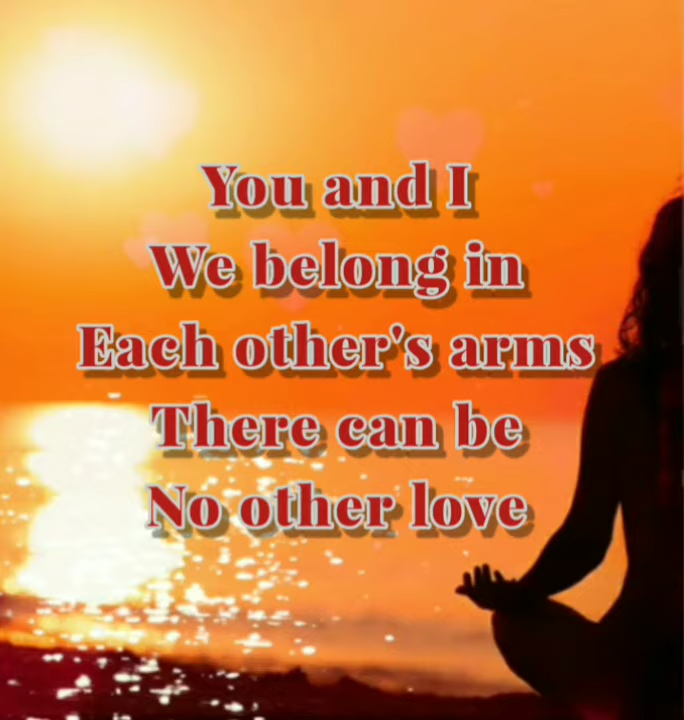 You and I
We belong in
Each other's arms
There can be
No other love